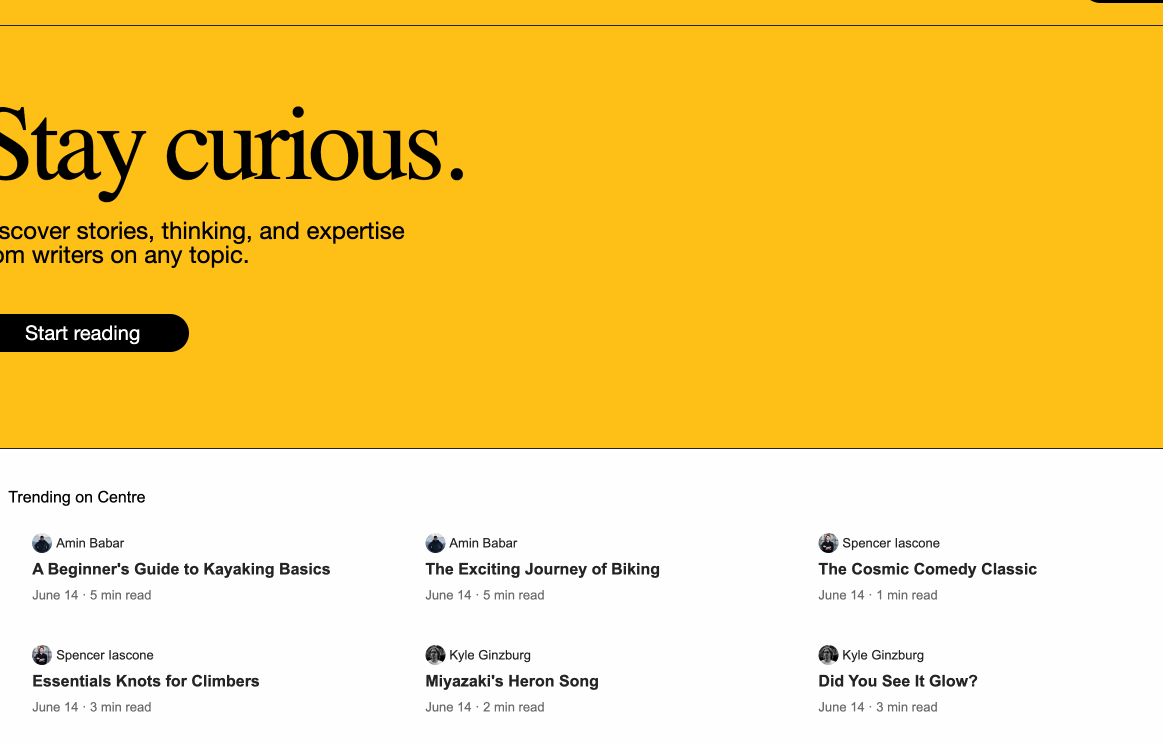 Stay curious.
scover stories, thinking, and expertise
om writers on any topic.
Start reading
Trending on Centre
Amin Babar
A Beginner's Guide to Kayaking Basics
June 14 · 5 min read
Amin Babar
The Exciting Journey of Biking
June 14 · 5 min read
Spencer Iascone
The Cosmic Comedy Classic
June 14 · 1 min read
Spencer Iascone
Essentials Knots for Climbers
June 14 · 3 min read
Kyle Ginzburg
Miyazaki's Heron Song
June 14 · 2 min read
Kyle Ginzburg
Did You See It Glow?
June 14 · 3 min read